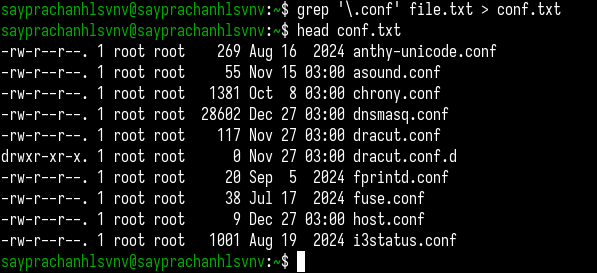 sayprachanhlsvnv@sayprachanhlsvnv:~$ grep '\.conf' file.txt > conf.txt
sayprachanhlsvnv@sayprachanhlsvnv:~$ head conf.txt
-rw-r--r--. 1 root root   269 Aug 16  2024 anthy-unicode.conf
-rw-r--r--. 1 root root    55 Nov 15 03:00 asound.conf
-rw-r--r--. 1 root root  1381 Oct  8 03:00 chrony.conf
-rw-r--r--. 1 root root 28602 Dec 27 03:00 dnsmasq.conf
-rw-r--r--. 1 root root   117 Nov 27 03:00 dracut.conf
drwxr-xr-x. 1 root root     0 Nov 27 03:00 dracut.conf.d
-rw-r--r--. 1 root root    20 Sep  5  2024 fprintd.conf
-rw-r--r--. 1 root root    38 Jul 17  2024 fuse.conf
-rw-r--r--. 1 root root     9 Dec 27 03:00 host.conf
-rw-r--r--. 1 root root  1001 Aug 19  2024 i3status.conf
sayprachanhlsvnv@sayprachanhlsvnv:~$